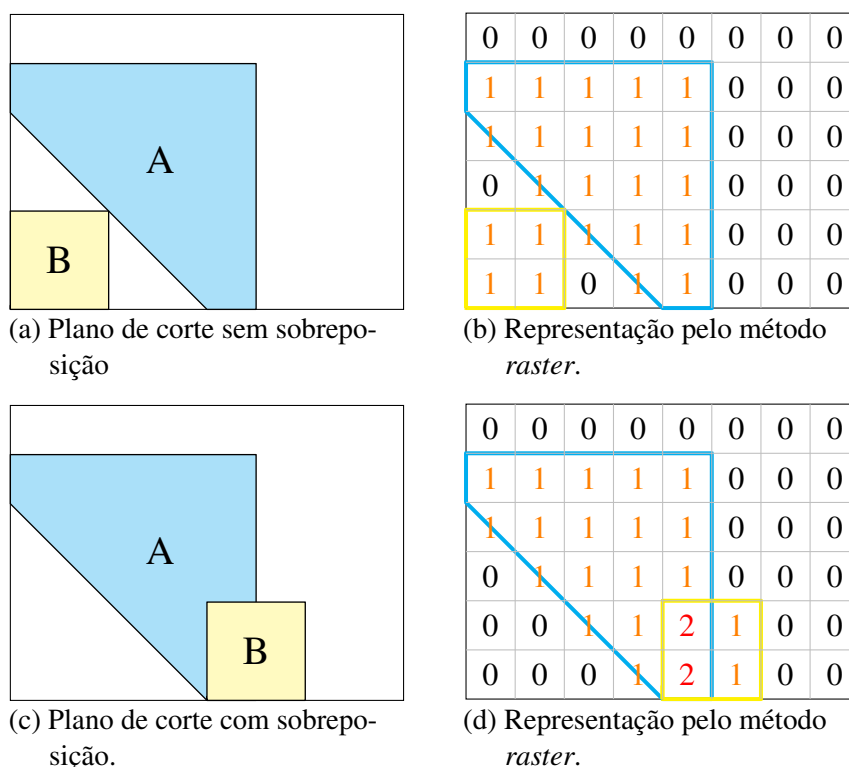 A
B
0 0 0 0 0 0 0 0
1 1 1 1 1 0 0 0
1 1 1 1 1 0 0 0
0 1 1 1 1 0 0 0
1 1 1 1 1 0 0 0
1 1 0 1 1 0 0 0
(a) Plano de corte sem sobrepo-
sição
(b) Representação pelo método
raster.
A
B
0 0 0 0 0 0 0 0
1 1 1 1 1 0 0 0
1 1 1 1 1 0 0 0
0 1 1 1 1 0 0 0
0 0 1 1 2 1 0 0
0 0 0 1 2 1 0 0
(c) Plano de corte com sobrepo-
sição.
(d) Representação pelo método
raster.